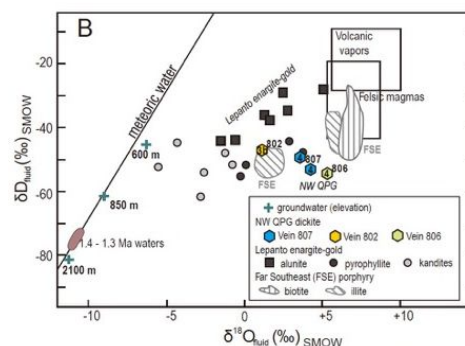 B
Volcanic
vapors
-20
meteoric water
Lepanto enargite-gold
Felsic magmas
-40
600 m
802
807
806
FSE
4
FSE
NW QPG
850 m
-60
1.4 - 1.3 Ma waters
-80
2100 m
δD fluid (‰) SMOW
groundwater (elevation)
NW QPG
dickite
Vein 807
Vein 802
Vein 806
Lepanto enargite-gold
alunite
pyrophyllite
kandites
Far Southeast (FSE) porphyry
biotite
illite
-10
-5
0
+5
+10
δ18O fluid (‰) SMOW